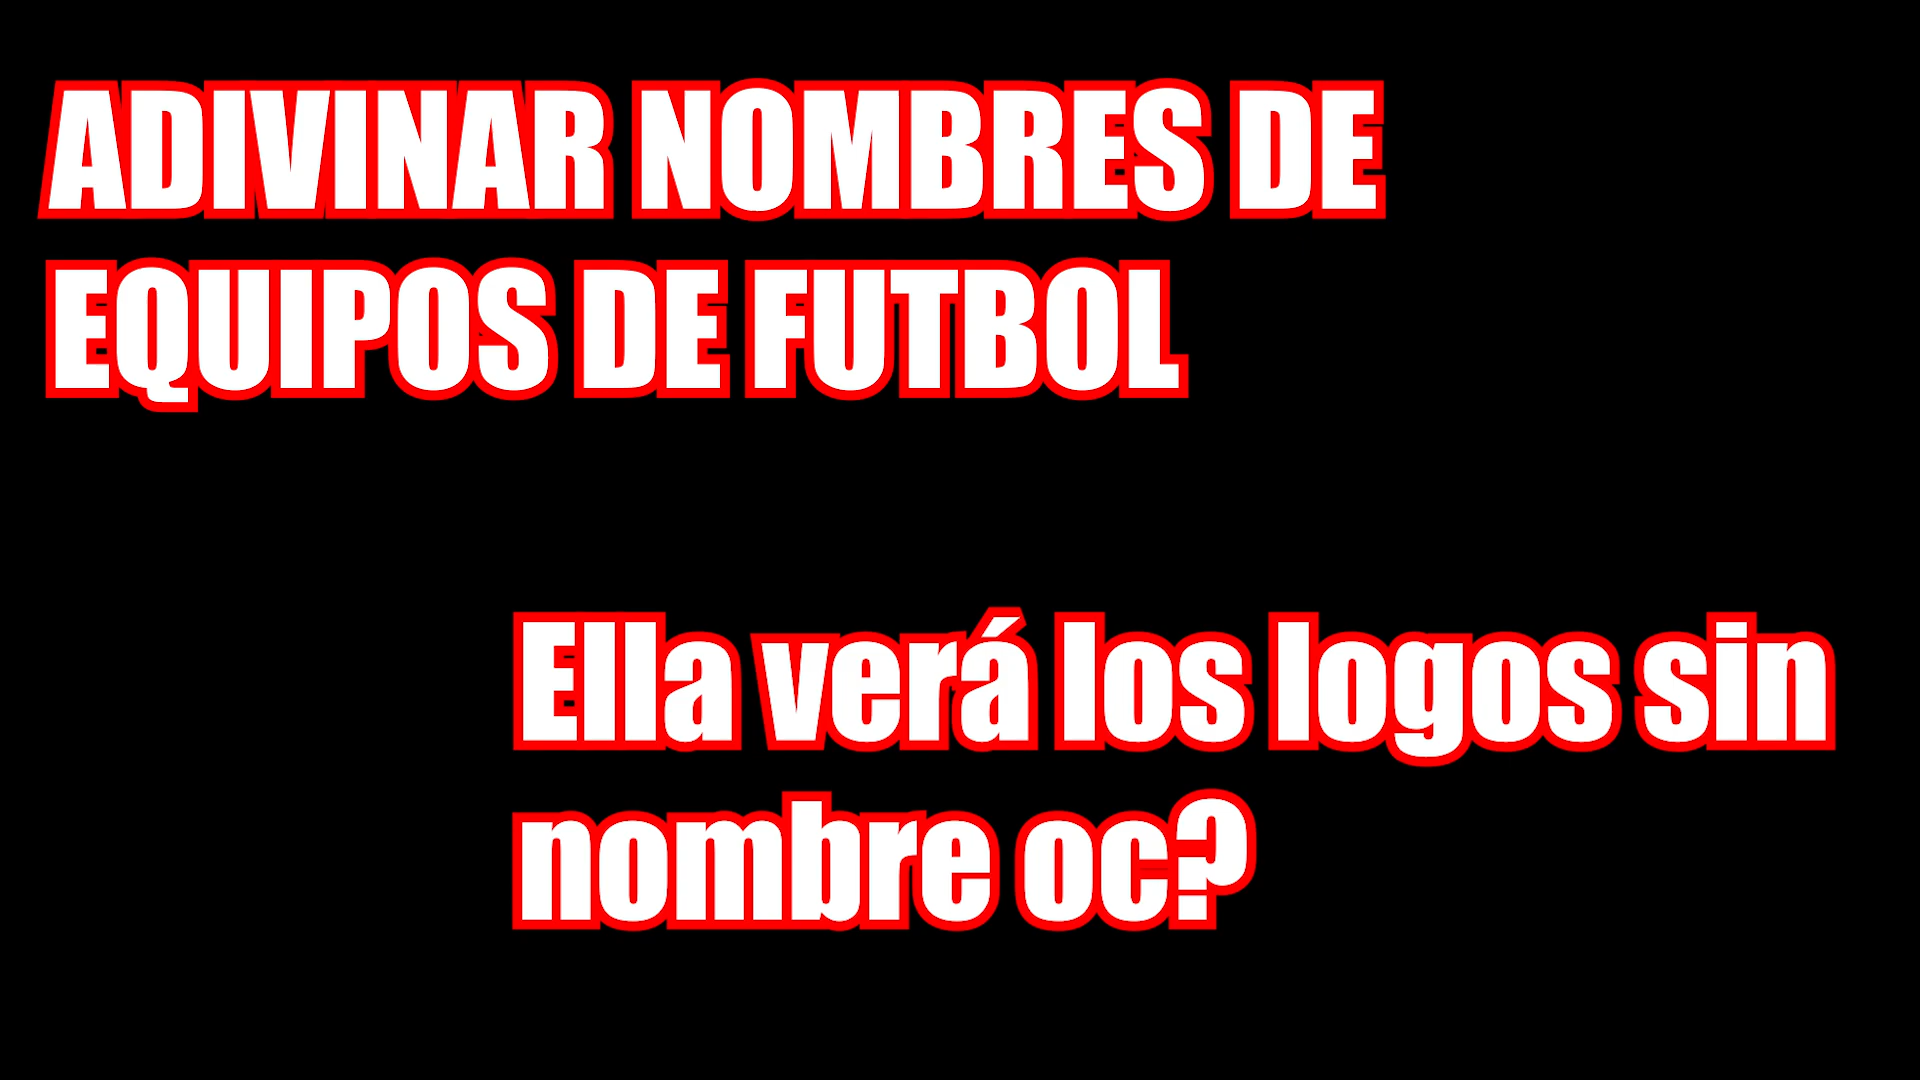 ADIVINAR NOMBRES DE
EQUIPOS DE FUTBOL
Ella verá los logos sin
nombre oc?